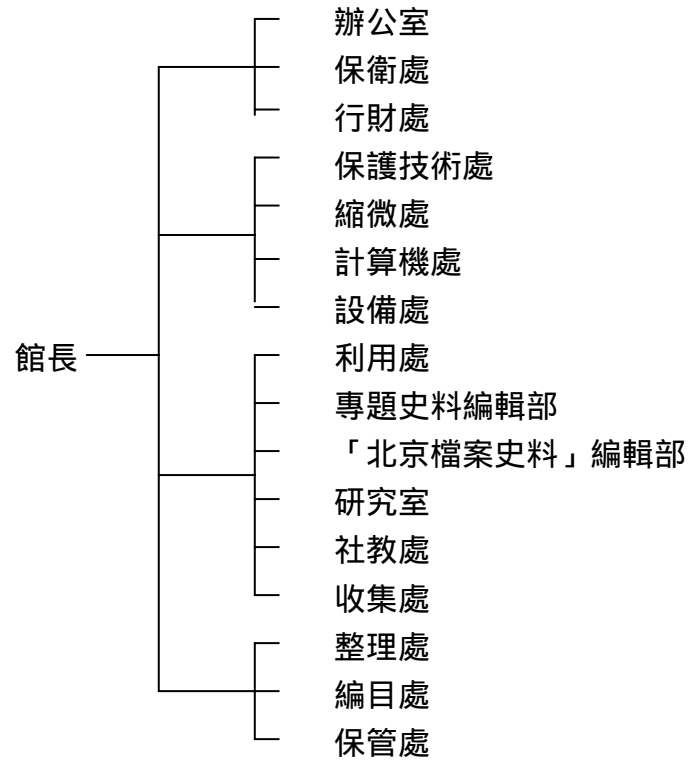 辦公室
保衛處
行財處
保護技術處
縮微處
計算機處
設備處
館長
利用處
專題史料編輯部
「北京檔案史料」編輯部
研究室
社教處
收集處
整理處
編目處
保管處